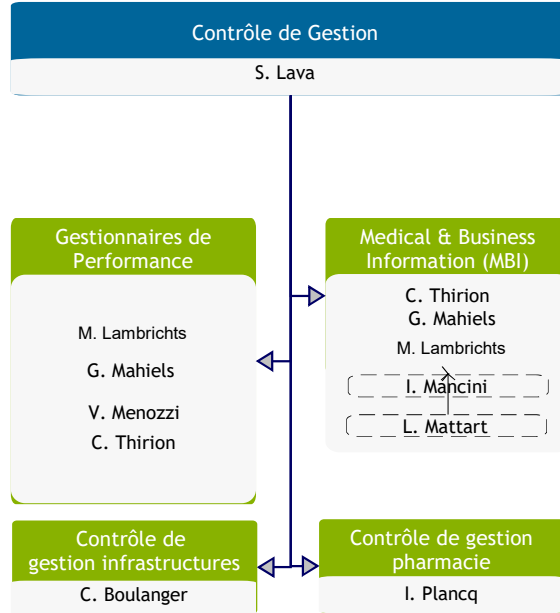 Contrôle de Gestion
S. Lava
Gestionnaires de
Performance
M. Lambrichts
G. Mahiels
V. Menozzi
C. Thirion
Medical & Business
Information (MBI)
C. Thirion
G. Mahiels
M. Lambrichts
I. Mancini
L. Mattart
Contrôle de
gestion infrastructures
C. Boulanger
Contrôle de gestion
pharmacie
I. Plancq